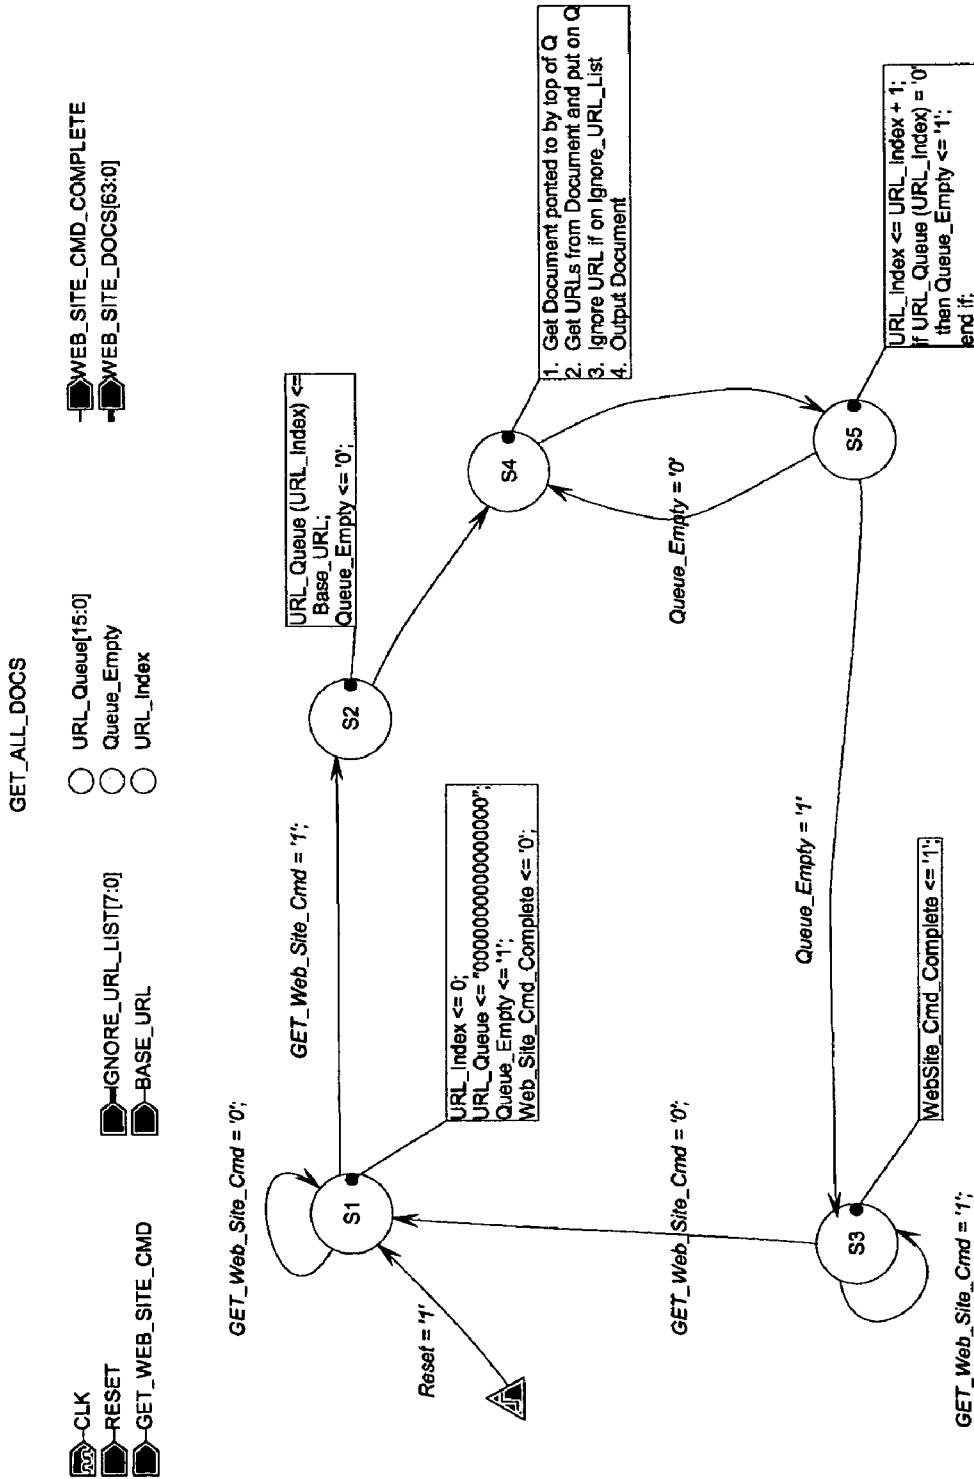 GET_ALL_DOCS
CLK
RESET
GET_WEB_SITE_CMD
IGNORE_URL_LIST[7:0]
BASE_URL
URL_Queue[15:0]
Queue_Empty
URL_Index
WEB_SITE_CMD_COMPLETE
WEB_SITE_DOCS[63:0]
GET_Web_Site_Cmd = '0';
S1
Reset = '1'
URL_Index <= 0;
URL_Queue <= "0000000000000000";
Queue_Empty <= '1';
Web_Site_Cmd_Complete <= '0';
GET_Web_Site_Cmd = '1';
S2
URL_Queue (URL_Index) <=
Base_URL;
Queue_Empty <= '0';
S4
1. Get Document ponted to by top of Q
2. Get URLs from Document and put on Q
3. Ignore URL if on Ignore_URL_List
4. Output Document
Queue_Empty = '0'
S5
URL_Index <= URL_Index + 1;
if URL_Queue (URL_Index) = '0'
then Queue_Empty <= '1';
end if;
Queue_Empty = '1'
GET_Web_Site_Cmd = '0';
S3
WebSite_Cmd_Complete <= '1';
GET_Web_Site_Cmd = '1';